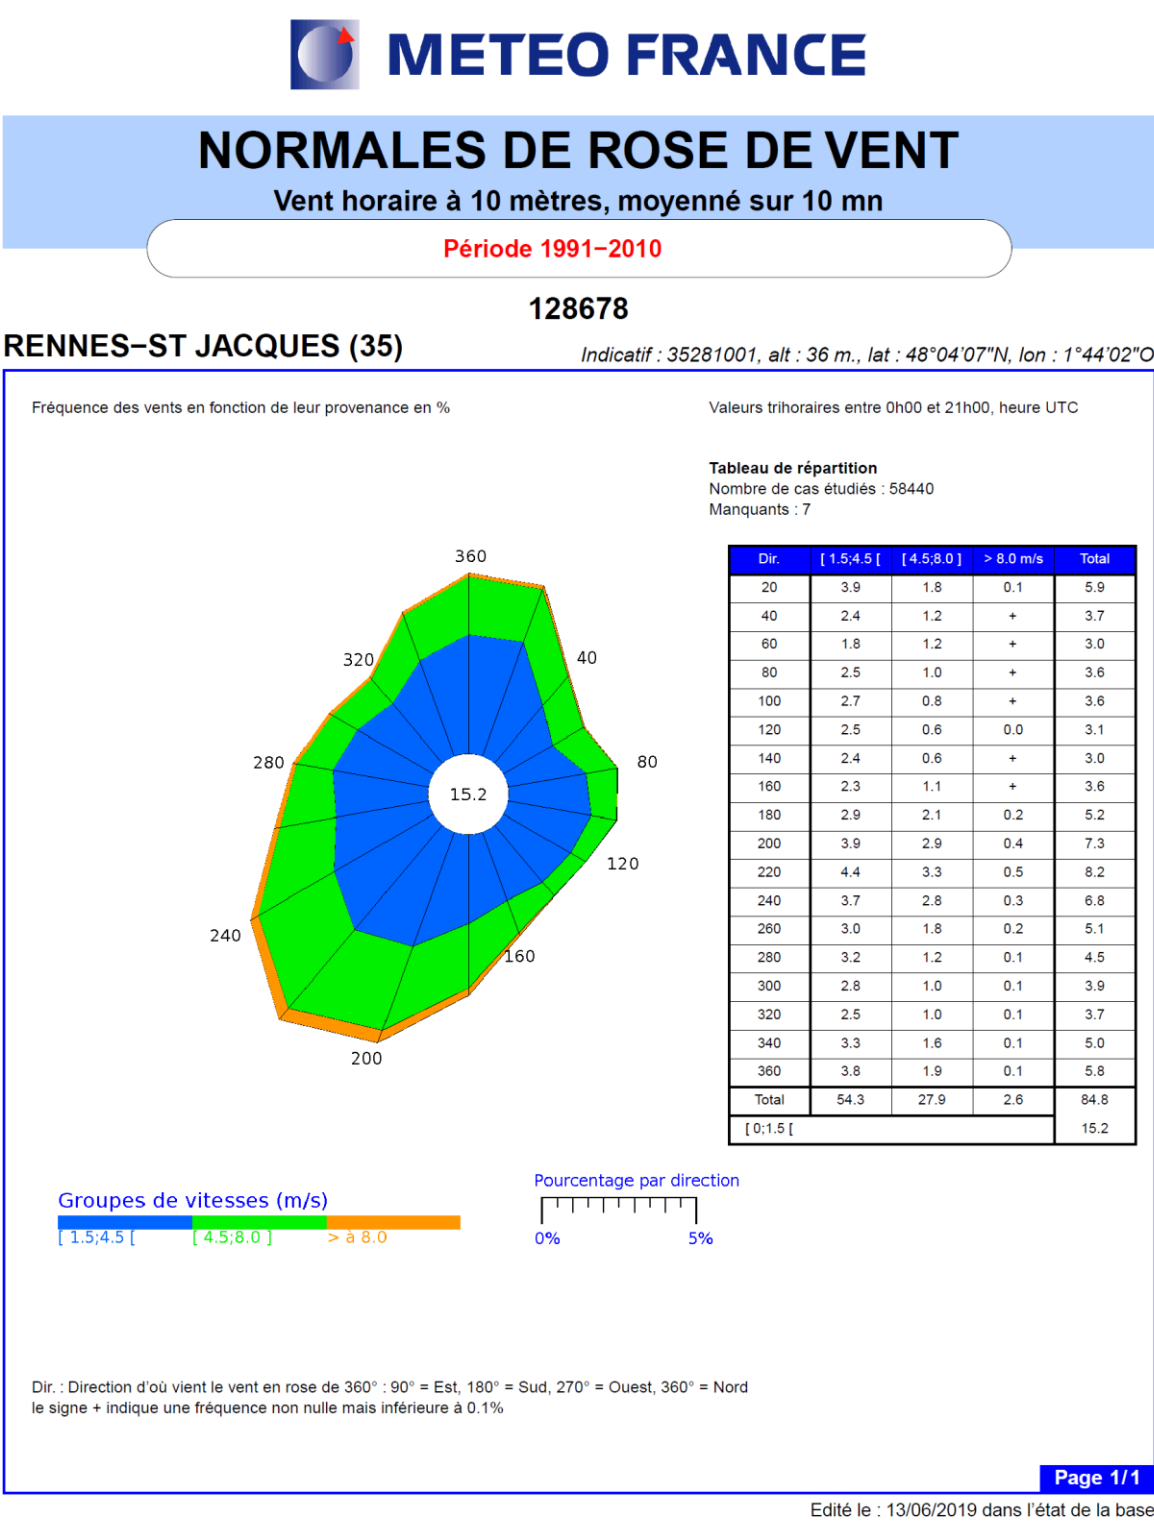 METEO FRANCE
NORMALES DE ROSE DE VENT
Vent horaire à 10 mètres, moyenné sur 10 mn
Période 1991−2010
128678
RENNES−ST JACQUES (35)
Indicatif : 35281001, alt : 36 m., lat : 48°04'07"N, lon : 1°44'02"O
Fréquence des vents en fonction de leur provenance en %
Valeurs trihoraires entre 0h00 et 21h00, heure UTC
Tableau de répartition
Nombre de cas étudiés : 58440
Manquants : 7
360
320
40
280
80
15.2
120
240
160
200
Dir. [ 1.5;4.5 [ [ 4.5;8.0 ] > 8.0 m/s Total
20 3.9 1.8 0.1 5.9
40 2.4 1.2 + 3.7
60 1.8 1.2 + 3.0
80 2.5 1.0 + 3.6
100 2.7 0.8 + 3.6
120 2.5 0.6 0.0 3.1
140 2.4 0.6 + 3.0
160 2.3 1.1 + 3.6
180 2.9 2.1 0.2 5.2
200 3.9 2.9 0.4 7.3
220 4.4 3.3 0.5 8.2
240 3.7 2.8 0.3 6.8
260 3.0 1.8 0.2 5.1
280 3.2 1.2 0.1 4.5
300 2.8 1.0 0.1 3.9
320 2.5 1.0 0.1 3.7
340 3.3 1.6 0.1 5.0
360 3.8 1.9 0.1 5.8
Total 54.3 27.9 2.6 84.8
[ 0;1.5 [ 15.2
Groupes de vitesses (m/s)
[ 1.5;4.5 [ [ 4.5;8.0 ] > à 8.0
Pourcentage par direction
0% 5%
Dir. : Direction d'où vient le vent en rose de 360° : 90° = Est, 180° = Sud, 270° = Ouest, 360° = Nord
le signe + indique une fréquence non nulle mais inférieure à 0.1%
Page 1/1
Edité le : 13/06/2019 dans l'état de la base